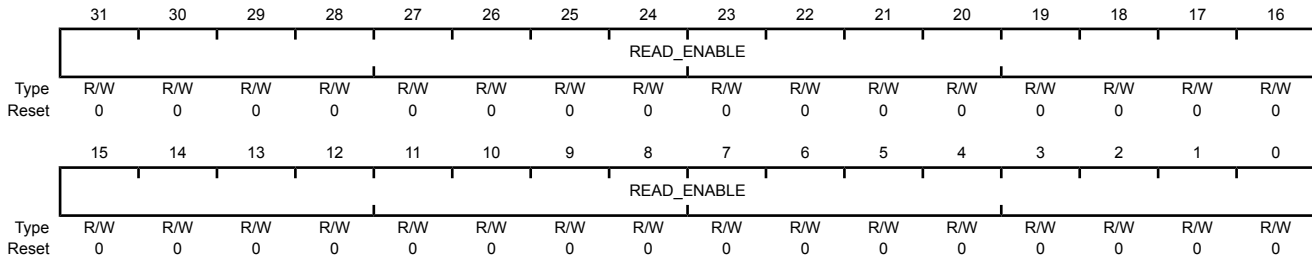 31 30 29 28 27 26 25 24 23 22 21 20 19 18 17 16
READ_ENABLE
Type R/W R/W R/W R/W R/W R/W R/W R/W R/W R/W R/W R/W R/W R/W R/W R/W
Reset 0 0 0 0 0 0 0 0 0 0 0 0 0 0 0 0
15 14 13 12 11 10 9 8 7 6 5 4 3 2 1 0
READ_ENABLE
Type R/W R/W R/W R/W R/W R/W R/W R/W R/W R/W R/W R/W R/W R/W R/W R/W
Reset 0 0 0 0 0 0 0 0 0 0 0 0 0 0 0 0